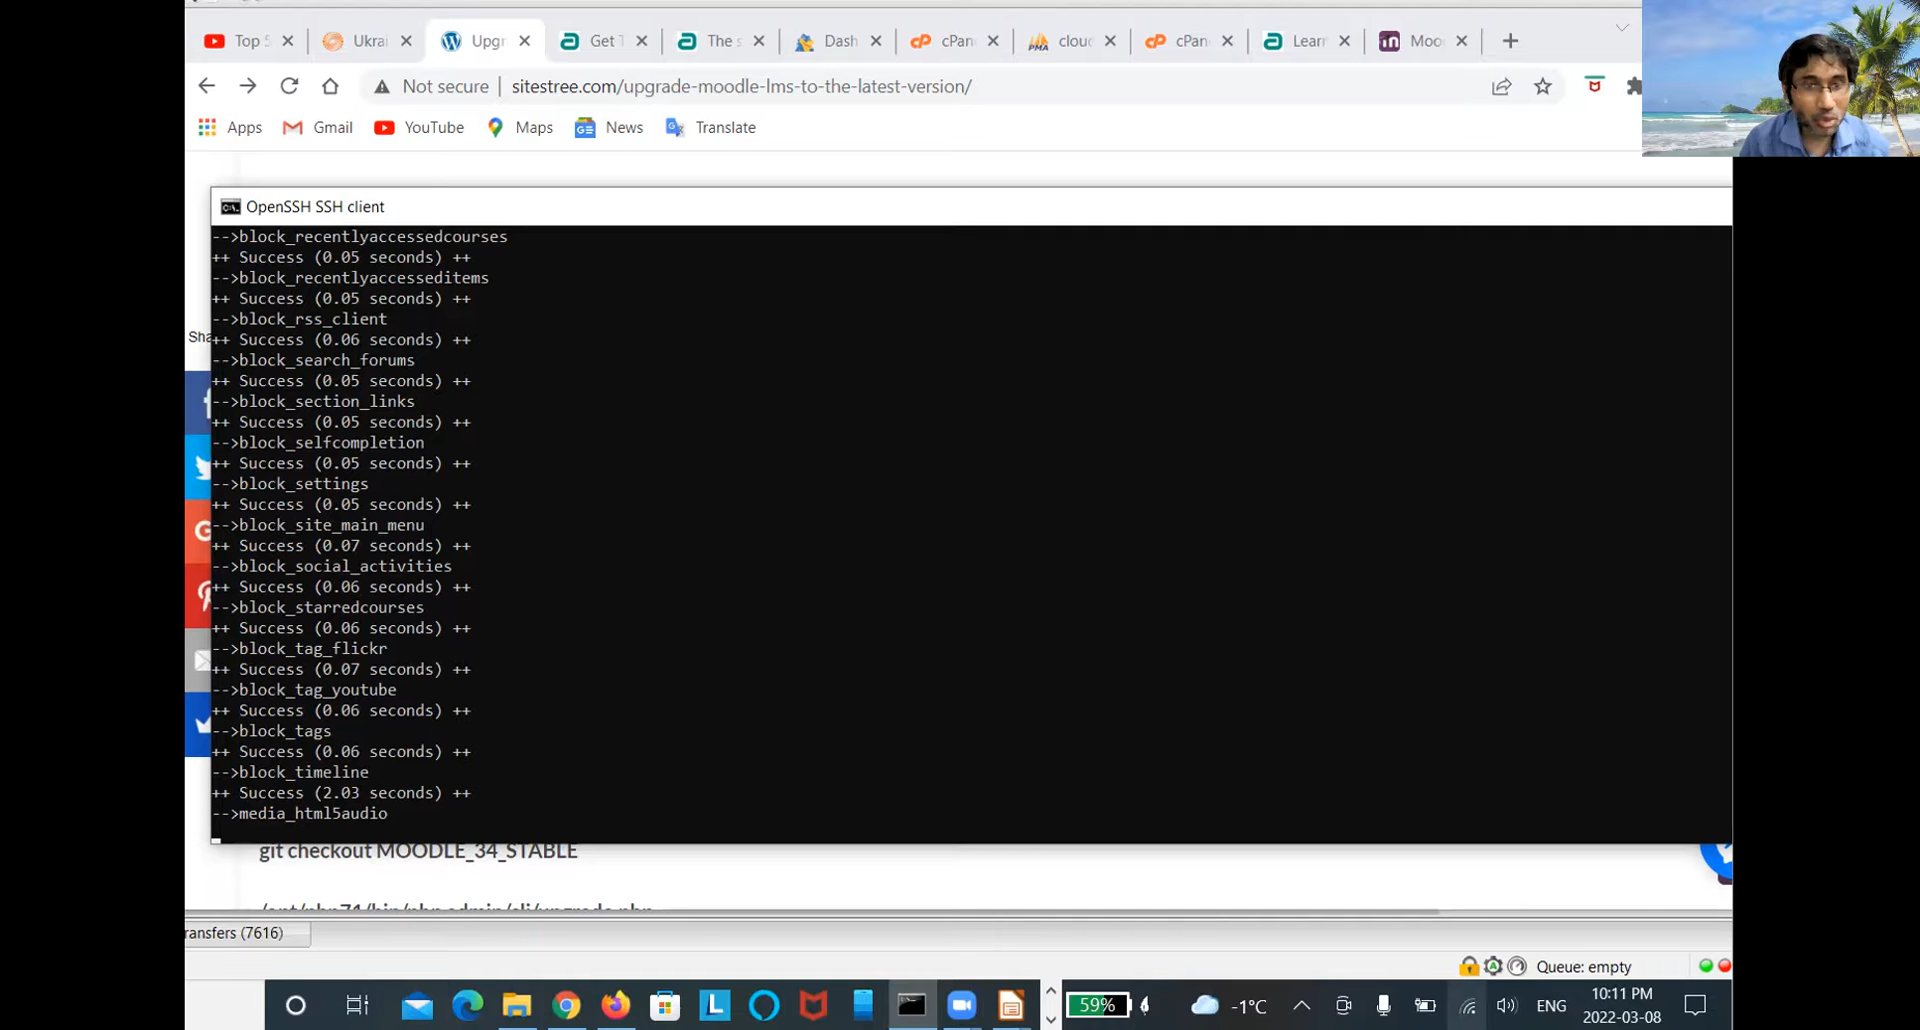 Top 5
Ukrai
Upgr
Get T
The s
Dash
cPan
cloud
cPan
Learn
Moo
Not secure
sitestree.com/upgrade-moodle-lms-to-the-latest-version/
Apps
Gmail
YouTube
Maps
News
Translate
OpenSSH SSH client
-->block_recentlyaccessedcourses
++ Success (0.05 seconds) ++
-->block_recentlyaccesseditems
++ Success (0.05 seconds) ++
-->block_rss_client
++ Success (0.06 seconds) ++
-->block_search_forums
++ Success (0.05 seconds) ++
-->block_section_links
++ Success (0.05 seconds) ++
-->block_selfcompletion
++ Success (0.05 seconds) ++
-->block_settings
++ Success (0.05 seconds) ++
-->block_site_main_menu
++ Success (0.07 seconds) ++
-->block_social_activities
++ Success (0.06 seconds) ++
-->block_starredcourses
++ Success (0.06 seconds) ++
-->block_tag_flickr
++ Success (0.07 seconds) ++
-->block_tag_youtube
++ Success (0.06 seconds) ++
-->block_tags
++ Success (0.06 seconds) ++
-->block_timeline
++ Success (2.03 seconds) ++
-->media_html5audio
Sha
git checkout MOODLE_34_STABLE
ransfers (7616)
Queue: empty
59%
-1°C
ENG
10:11 PM
2022-03-08